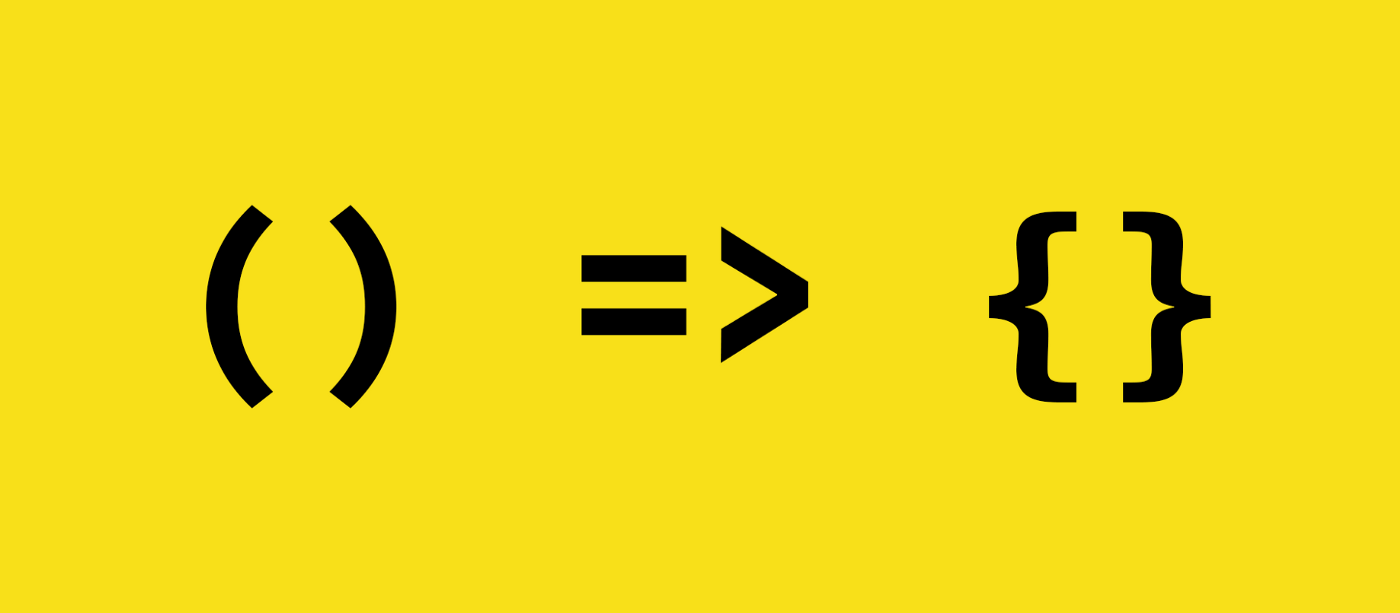 () => {}